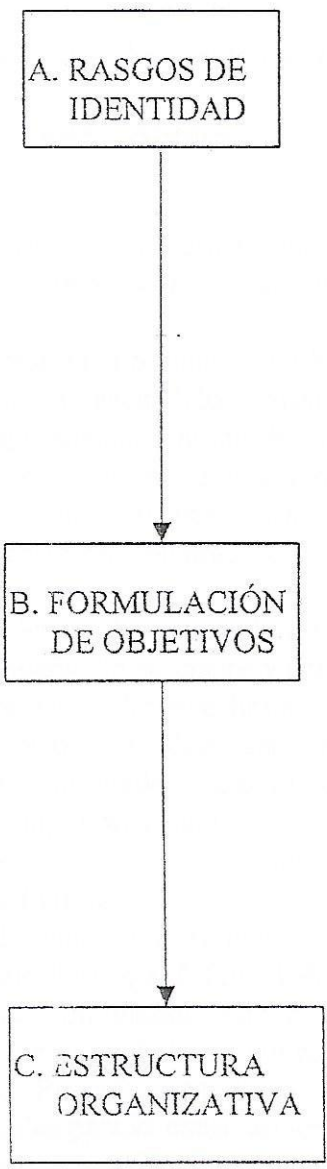 A. RASGOS DE
IDENTIDAD
B. FORMULACIÓN
DE OBJETIVOS
C. ESTRUCTURA
ORGANIZATIVA